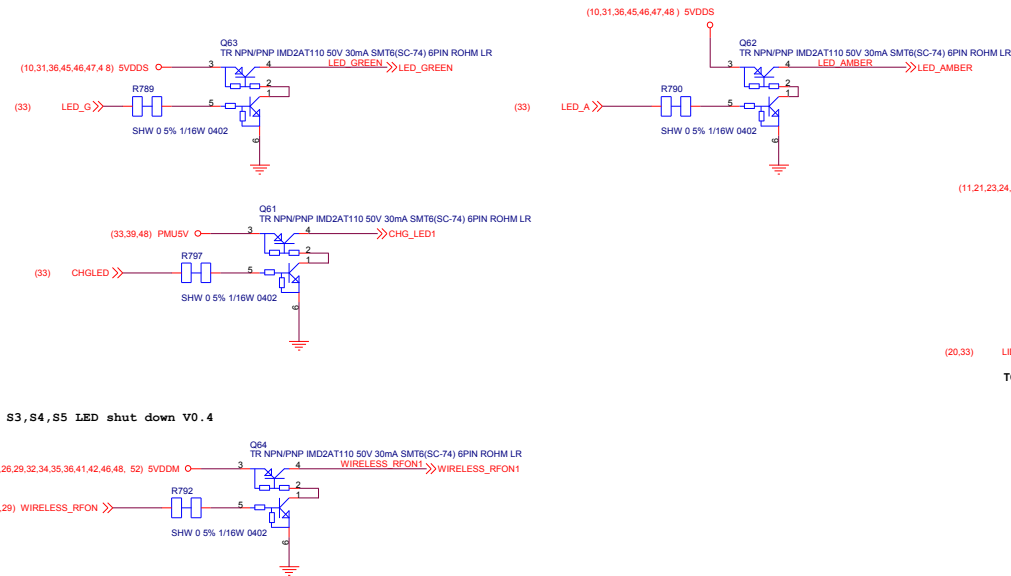 (10,31,36,45,46,47,48 ) 5VDDS
Q63
TR NPN/PNP IMD2AT110 50V 30mA SMT6(SC-74) 6PIN ROHM LR
(10,31,36,45,46,47,4 8) 5VDDS
3
4
LED_GREEN
LED_GREEN
2
1
R789
(33)
LED_G
5
SHW 0 5% 1/16W 0402
6
Q62
TR NPN/PNP IMD2AT110 50V 30mA SMT6(SC-74) 6PIN ROHM LR
3
4
LED_AMBER
LED_AMBER
2
1
R790
(33)
LED_A
5
SHW 0 5% 1/16W 0402
6
(11,21,23,24,
Q61
TR NPN/PNP IMD2AT110 50V 30mA SMT6(SC-74) 6PIN ROHM LR
(33,39,48) PMU5V
3
4
CHG_LED1
2
1
R797
(33)
CHGLED
5
SHW 0 5% 1/16W 0402
6
(20,33)
S3,S4,S5 LED shut down V0.4
Q64
TR NPN/PNP IMD2AT110 50V 30mA SMT6(SC-74) 6PIN ROHM LR
,26,29,32,34,35,36,41,42,46,48, 52) 5VDDM
3
4
WIRELESS_RFON1
WIRELESS_RFON1
2
1
R792
,29) WIRELESS_RFON
5
SHW 0 5% 1/16W 0402
6